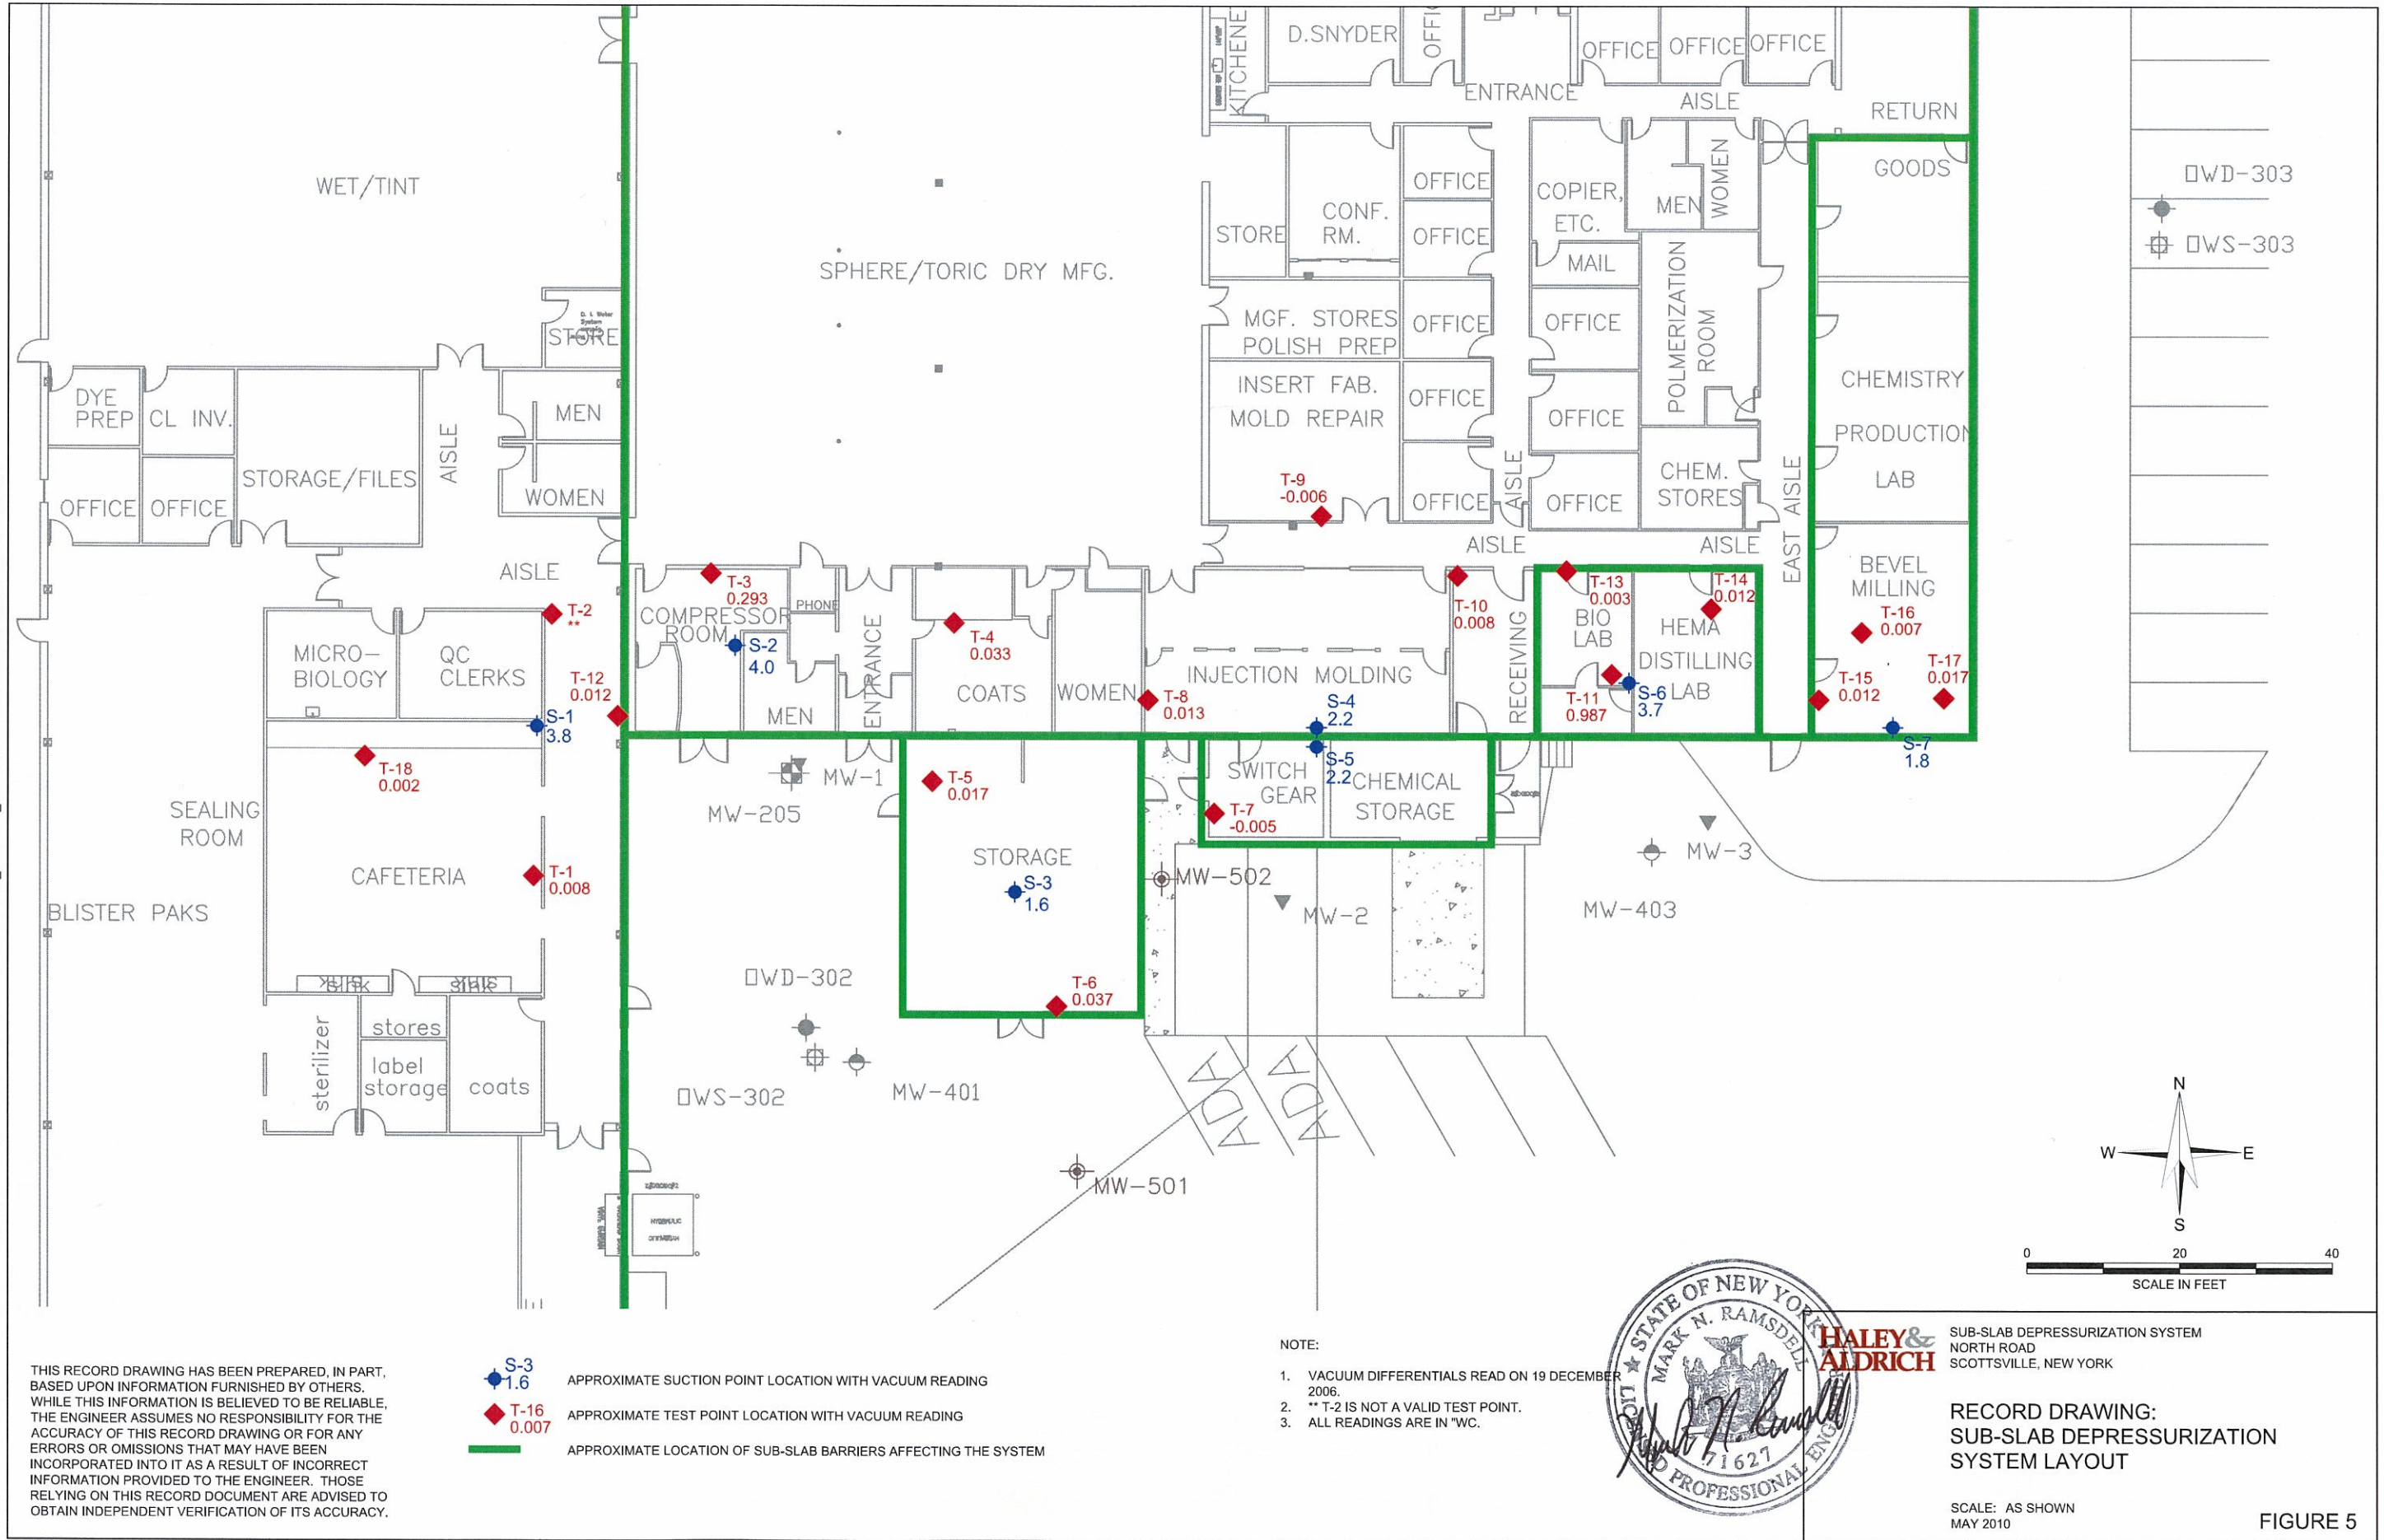 D.SNYDER
KITCHENE
ENTRANCE
OFFICE
OFFICE
OFFICE
AISLE
RETURN
GOODS
□WD-303
□WS-303
WET/TINT
D. I. Water
System
STORE
SPHERE/TORIC DRY MFG.
STORE
CONF.
RM.
OFFICE
OFFICE
COPIER,
ETC.
MEN
WOMEN
MAIL
MGF. STORES
POLISH PREP
OFFICE
OFFICE
POLMERIZATION
ROOM
INSERT FAB.
MOLD REPAIR
OFFICE
OFFICE
CHEMISTRY
PRODUCTION
LAB
T-9
-0.006
OFFICE
AISLE
OFFICE
CHEM.
STORES
EAST AISLE
DYE
PREP
CL INV.
AISLE
MEN
STORAGE/FILES
WOMEN
OFFICE
OFFICE
AISLE
AISLE
AISLE
BEVEL
MILLING
T-2
**
T-3
0.293
COMPRESSOR
ROOM
S-2
4.0
PHONE
MEN
ENTRANCE
T-4
0.033
COATS
WOMEN
T-8
0.013
INJECTION MOLDING
T-10
0.008
RECEIVING
T-13
0.003
BIO
LAB
T-14
0.012
HEMA
DISTILLING
LAB
T-11
0.987
S-6
3.7
T-16
0.007
T-15
0.012
T-17
0.017
S-7
1.8
MICRO-
BIOLOGY
QC
CLERKS
T-12
0.012
S-1
3.8
S-4
2.2
S-5
2.2
T-18
0.002
SEALING
ROOM
CAFETERIA
T-1
0.008
BLISTER PAKS
sink
sink
sterilizer
stores
label
storage
coats
MW-1
MW-205
T-5
0.017
STORAGE
S-3
1.6
T-6
0.037
SWITCH
GEAR
T-7
-0.005
CHEMICAL
STORAGE
MW-502
MW-2
MW-3
MW-403
□WD-302
□WS-302
MW-401
MW-501
ADA
ADA
HYDRAULIC
N
W
E
S
0
20
40
SCALE IN FEET
THIS RECORD DRAWING HAS BEEN PREPARED, IN PART,
BASED UPON INFORMATION FURNISHED BY OTHERS.
WHILE THIS INFORMATION IS BELIEVED TO BE RELIABLE,
THE ENGINEER ASSUMES NO RESPONSIBILITY FOR THE
ACCURACY OF THIS RECORD DRAWING OR FOR ANY
ERRORS OR OMISSIONS THAT MAY HAVE BEEN
INCORPORATED INTO IT AS A RESULT OF INCORRECT
INFORMATION PROVIDED TO THE ENGINEER. THOSE
RELYING ON THIS RECORD DOCUMENT ARE ADVISED TO
OBTAIN INDEPENDENT VERIFICATION OF ITS ACCURACY.
S-3
1.6
APPROXIMATE SUCTION POINT LOCATION WITH VACUUM READING
T-16
0.007
APPROXIMATE TEST POINT LOCATION WITH VACUUM READING
APPROXIMATE LOCATION OF SUB-SLAB BARRIERS AFFECTING THE SYSTEM
NOTE:
1. VACUUM DIFFERENTIALS READ ON 19 DECEMBER
2006.
2. ** T-2 IS NOT A VALID TEST POINT.
3. ALL READINGS ARE IN "WC.
STATE OF NEW YORK
MARK N. RAMSDELL
71627
LICENSED PROFESSIONAL ENGINEER
HALEY&
ALDRICH
SUB-SLAB DEPRESSURIZATION SYSTEM
NORTH ROAD
SCOTTSVILLE, NEW YORK
RECORD DRAWING:
SUB-SLAB DEPRESSURIZATION
SYSTEM LAYOUT
SCALE: AS SHOWN
MAY 2010
FIGURE 5